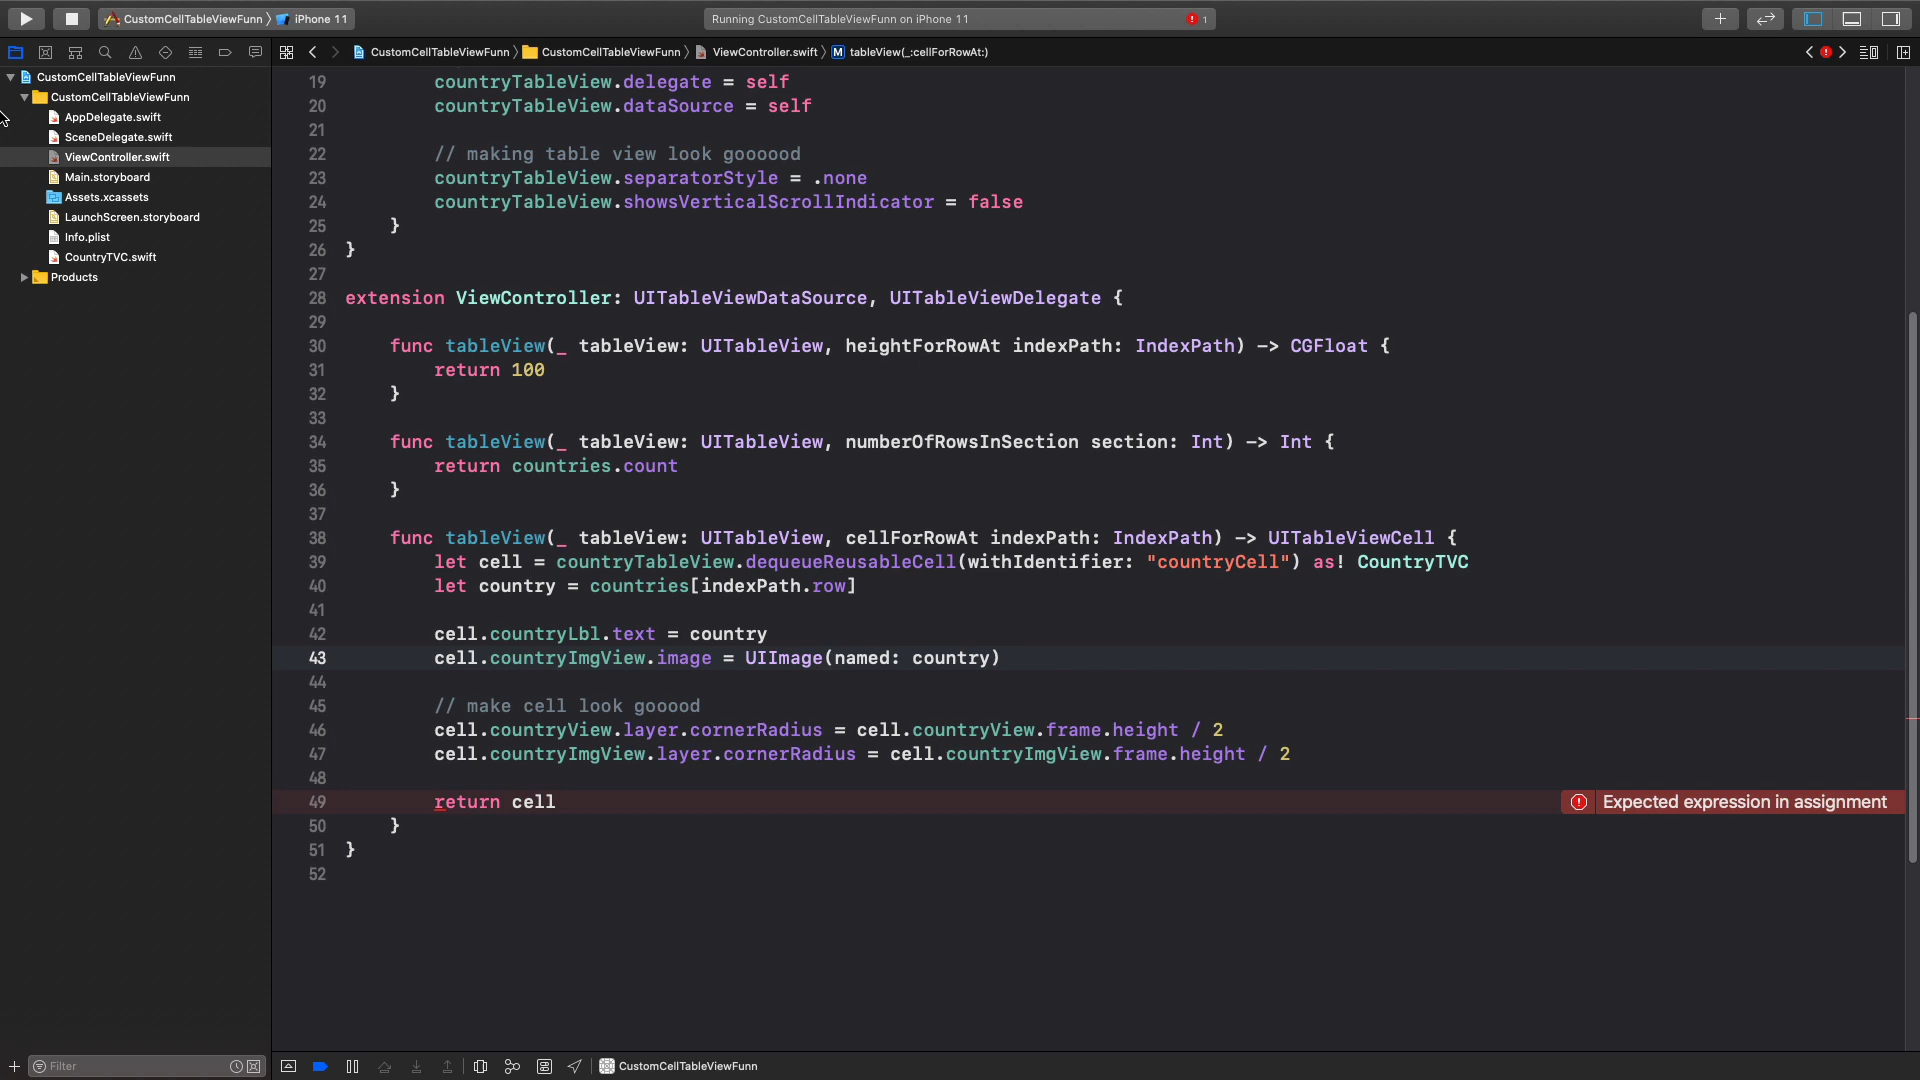 CustomCellTableViewFunn iPhone 11
Running CustomCellTableViewFunn on iPhone 11 1
CustomCellTableViewFunn CustomCellTableViewFunn ViewController.swift M tableView(_:cellForRowAt:)
CustomCellTableViewFunn
CustomCellTableViewFunn
AppDelegate.swift
SceneDelegate.swift
ViewController.swift
Main.storyboard
Assets.xcassets
LaunchScreen.storyboard
Info.plist
CountryTVC.swift
Products
19 countryTableView.delegate = self
20 countryTableView.dataSource = self
21
22 // making table view look goooood
23 countryTableView.separatorStyle = .none
24 countryTableView.showsVerticalScrollIndicator = false
25 }
26 }
27
28 extension ViewController: UITableViewDataSource, UITableViewDelegate {
29
30 func tableView(_ tableView: UITableView, heightForRowAt indexPath: IndexPath) -> CGFloat {
31 return 100
32 }
33
34 func tableView(_ tableView: UITableView, numberOfRowsInSection section: Int) -> Int {
35 return countries.count
36 }
37
38 func tableView(_ tableView: UITableView, cellForRowAt indexPath: IndexPath) -> UITableViewCell {
39 let cell = countryTableView.dequeueReusableCell(withIdentifier: "countryCell") as! CountryTVC
40 let country = countries[indexPath.row]
41
42 cell.countryLbl.text = country
43 cell.countryImgView.image = UIImage(named: country)
44
45 // make cell look gooood
46 cell.countryView.layer.cornerRadius = cell.countryView.frame.height / 2
47 cell.countryImgView.layer.cornerRadius = cell.countryImgView.frame.height / 2
48
49 return cell Expected expression in assignment
50 }
51 }
52
Filter
CustomCellTableViewFunn